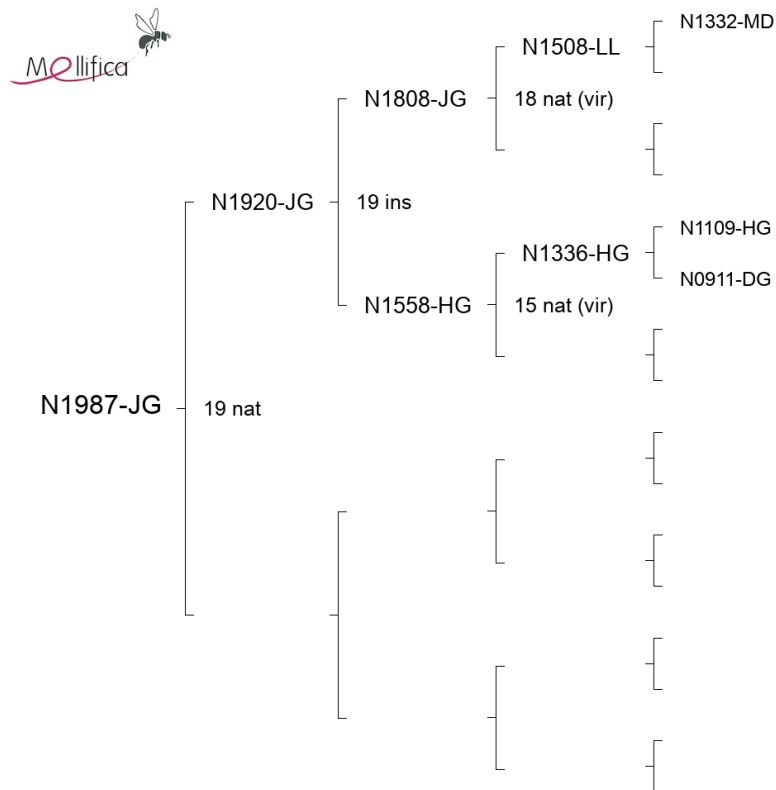 Mellifica
N1332-MD
N1508-LL
N1808-JG
18 nat (vir)
N1920-JG
19 ins
N1109-HG
N1336-HG
N0911-DG
N1558-HG
15 nat (vir)
N1987-JG
19 nat